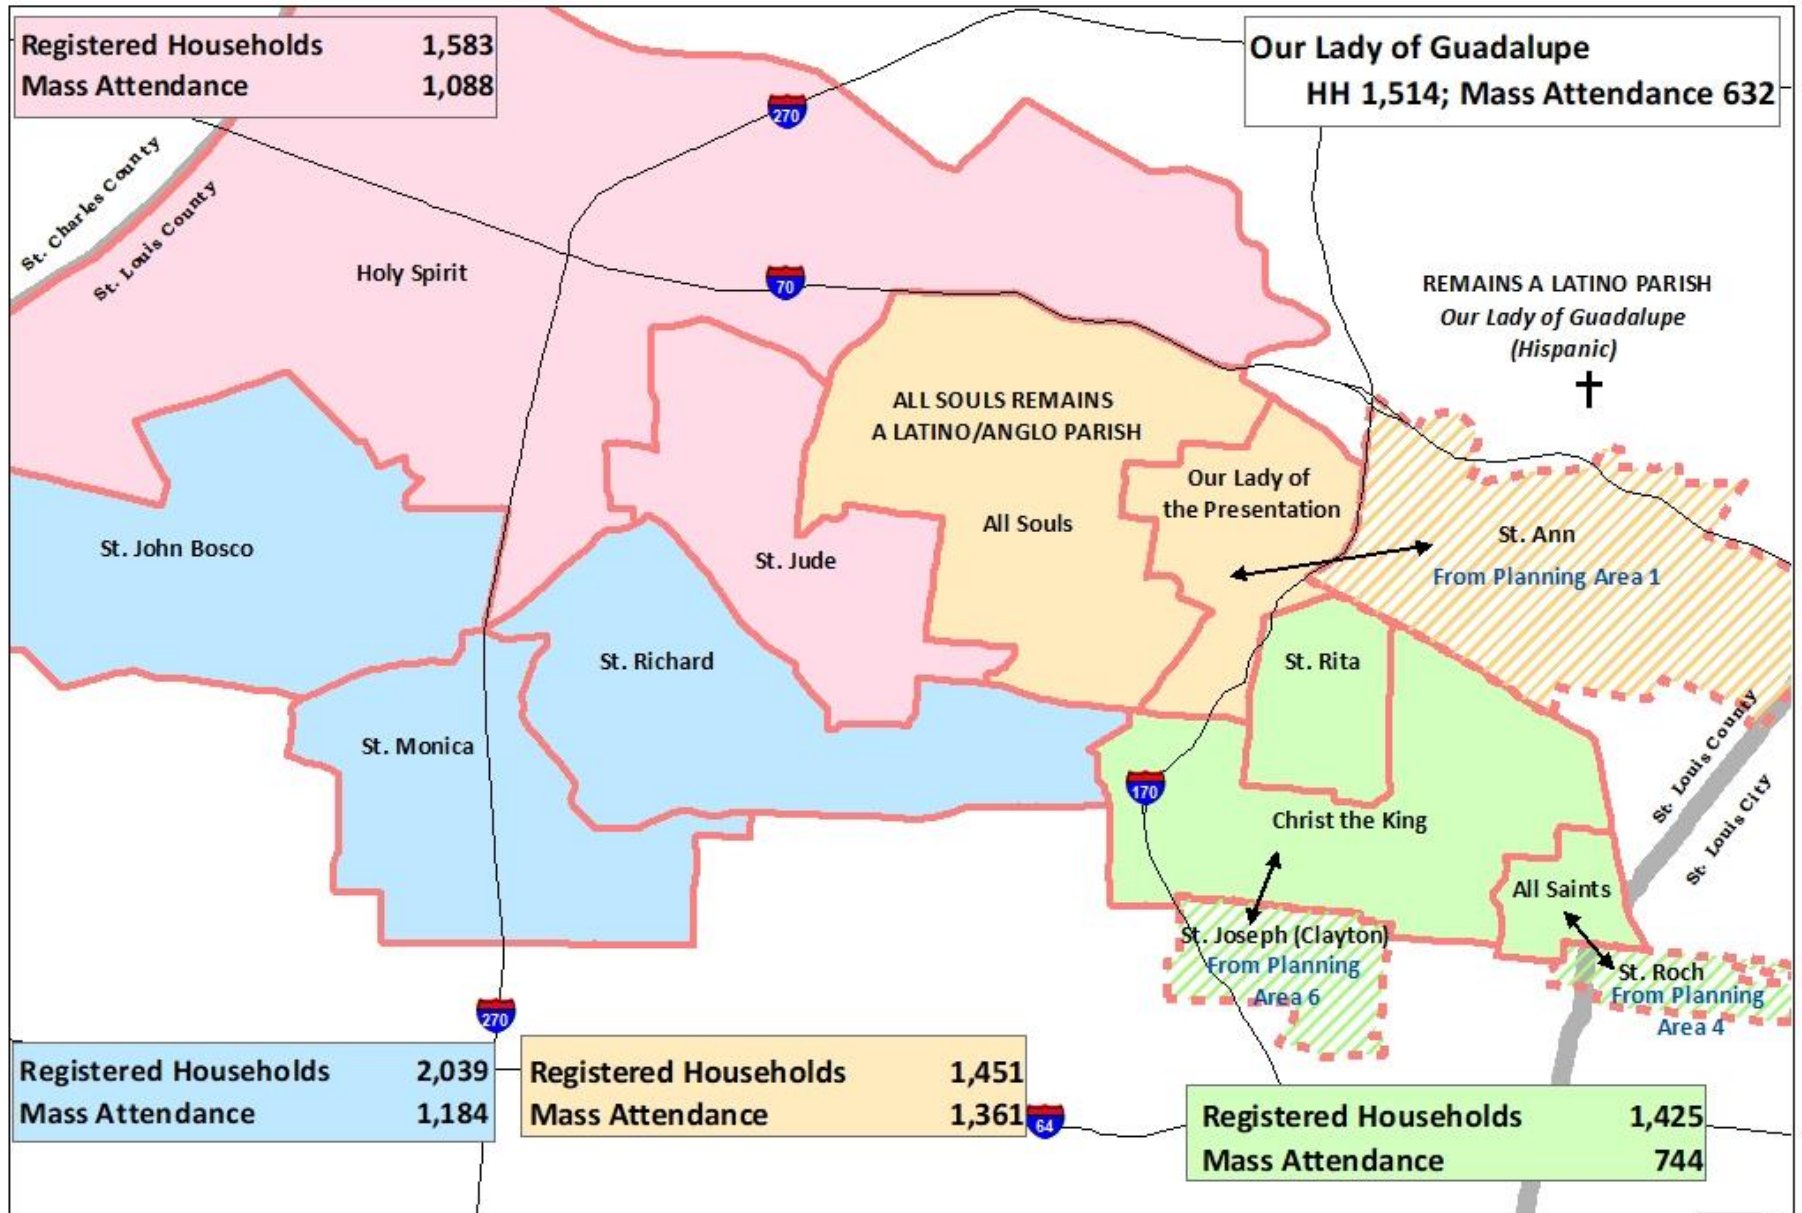 Registered Households 1,583
Mass Attendance 1,088
Our Lady of Guadalupe
HH 1,514; Mass Attendance 632
270
St. Charles County
St. Louis County
Holy Spirit
70
REMAINS A LATINO PARISH
Our Lady of Guadalupe
(Hispanic)
ALL SOULS REMAINS
A LATINO/ANGLO PARISH
Our Lady of
the Presentation
All Souls
St. John Bosco
St. Jude
St. Ann
From Planning Area 1
St. Richard
St. Rita
St. Monica
170
Christ the King
St. Louis County
St. Louis City
All Saints
St. Joseph (Clayton)
From Planning
Area 6
St. Roch
From Planning
Area 4
270
Registered Households 2,039
Mass Attendance 1,184
Registered Households 1,451
Mass Attendance 1,361
64
Registered Households 1,425
Mass Attendance 744